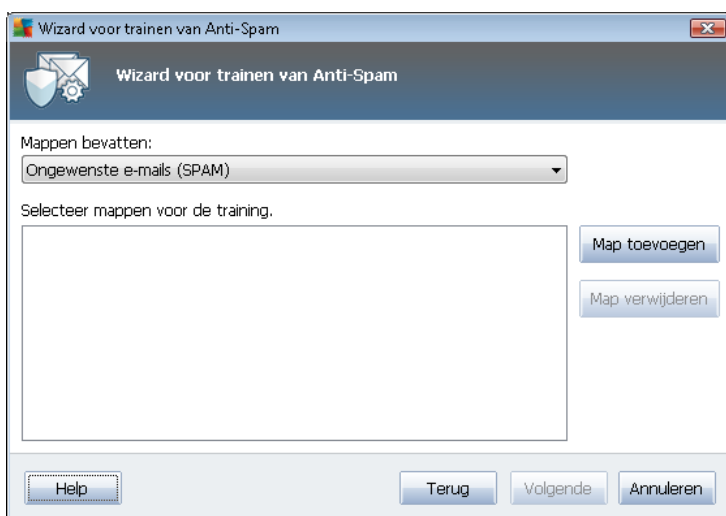 Wizard voor trainen van Anti-Spam
Wizard voor trainen van Anti-Spam
Mappen bevatten:
Ongewenste e-mails (SPAM)
Selecteer mappen voor de training.
Map toevoegen
Map verwijderen
Help
Terug
Volgende
Annuleren